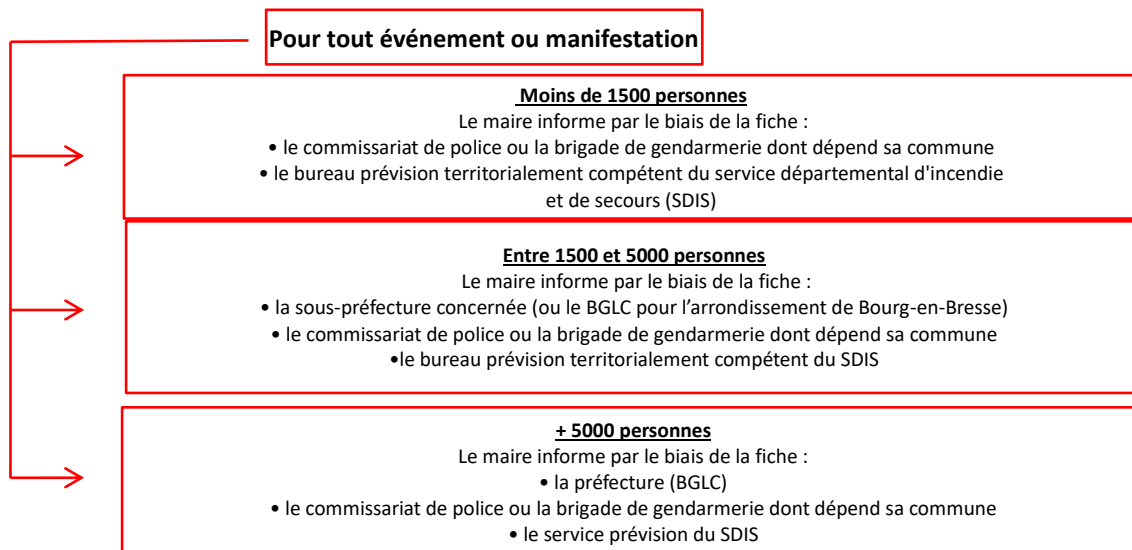 Pour tout événement ou manifestation
Moins de 1500 personnes
Le maire informe par le biais de la fiche :
• le commissariat de police ou la brigade de gendarmerie dont dépend sa commune
• le bureau prévision territorialement compétent du service départemental d'incendie
et de secours (SDIS)
Entre 1500 et 5000 personnes
Le maire informe par le biais de la fiche :
• la sous-préfecture concernée (ou le BGLC pour l’arrondissement de Bourg-en-Bresse)
• le commissariat de police ou la brigade de gendarmerie dont dépend sa commune
•le bureau prévision territorialement compétent du SDIS
+ 5000 personnes
Le maire informe par le biais de la fiche :
• la préfecture (BGLC)
• le commissariat de police ou la brigade de gendarmerie dont dépend sa commune
• le service prévision du SDIS